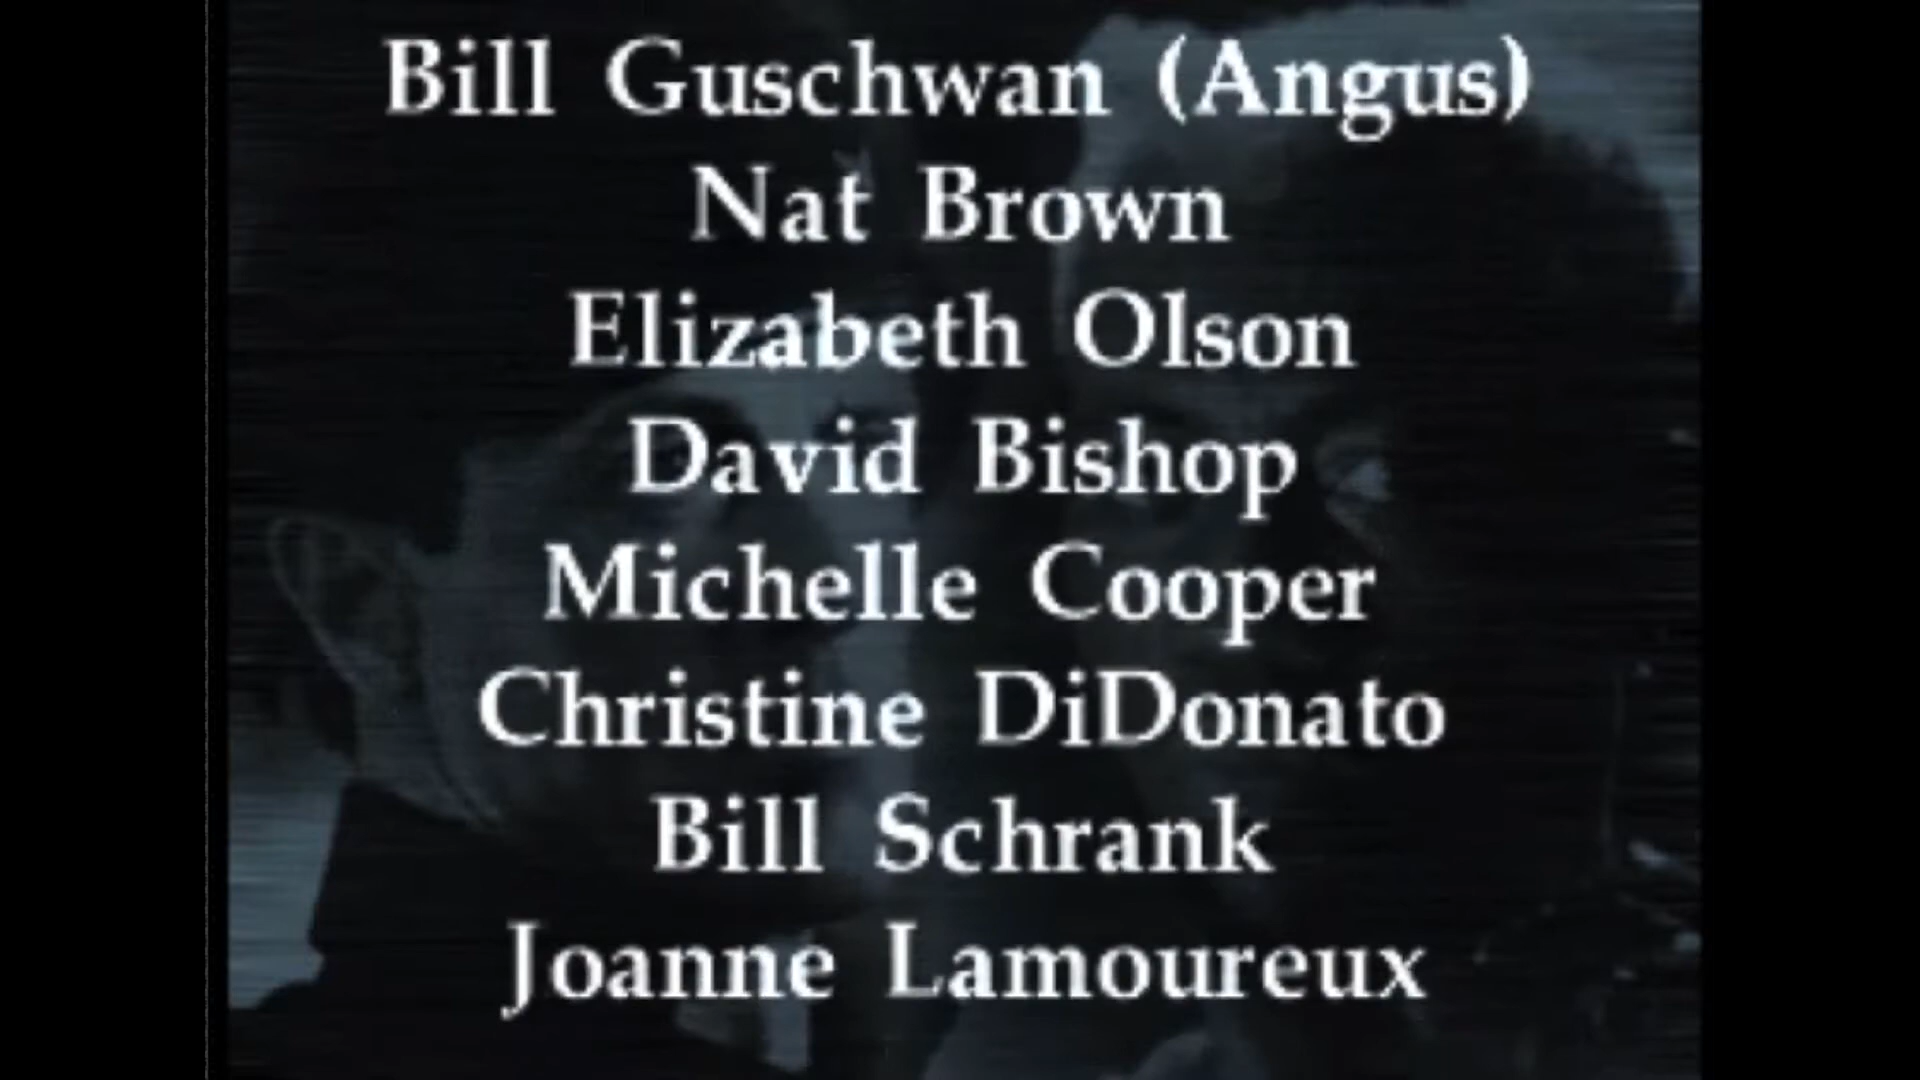 Bill Guschwan (Angus)
Nat Brown
Elizabeth Olson
David Bishop
Michelle Cooper
Christine DiDonato
Bill Schrank
Joanne Lamoureux